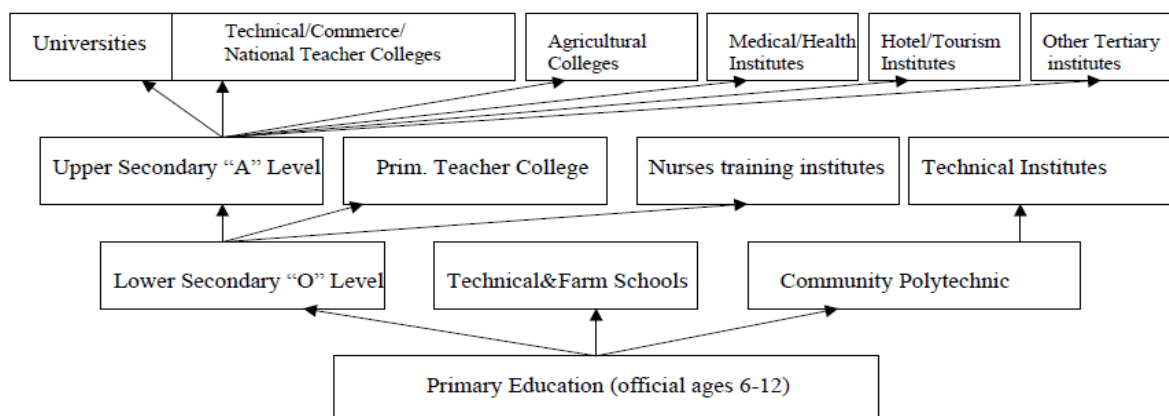 Universities
Technical/Commerce/
National Teacher Colleges
Agricultural
Colleges
Medical/Health
Institutes
Hotel/Tourism
Institutes
Other Tertiary
institutes
Upper Secondary “A” Level
Prim. Teacher College
Nurses training institutes
Technical Institutes
Lower Secondary “O” Level
Technical&Farm Schools
Community Polytechnic
Primary Education (official ages 6-12)